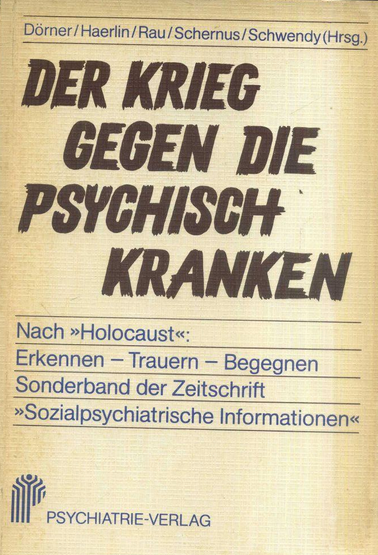 Dörner/Haerlin/Rau/Schernus/Schwendy(Hrsg.)
DER KRIEG
GEGEN DIE
PSYCHISCH
KRANKEN
Nach »Holocaust«:
Erkennen – Trauern – Begegnen
Sonderband der Zeitschrift
»Sozialpsychiatrische Informationen«
PSYCHIATRIE-VERLAG